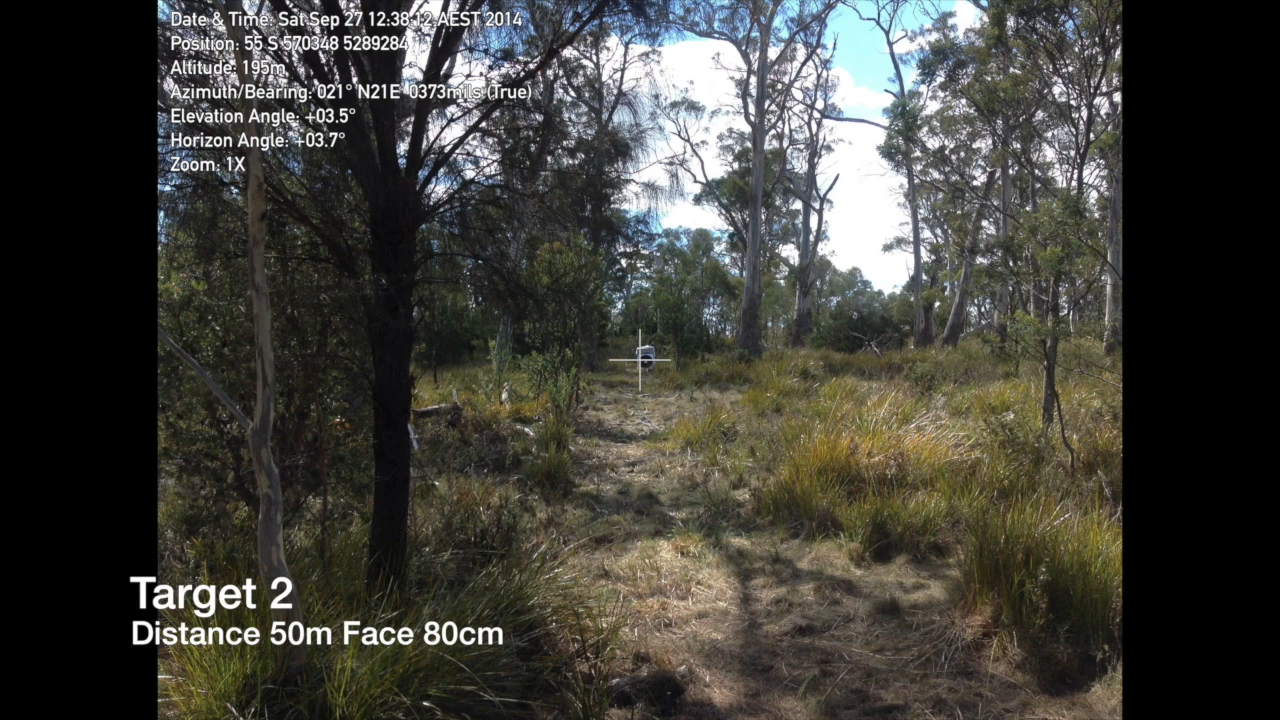 Date & Time: Sat Sep 27 12:38:12 AEST 2014
Position: 55 S 570348 5289284
Altitude: 195m
Azimuth/Bearing: 021° N21E 0373mils (True)
Elevation Angle: +03.5°
Horizon Angle: +03.7°
Zoom: 1X
Target 2
Distance 50m Face 80cm